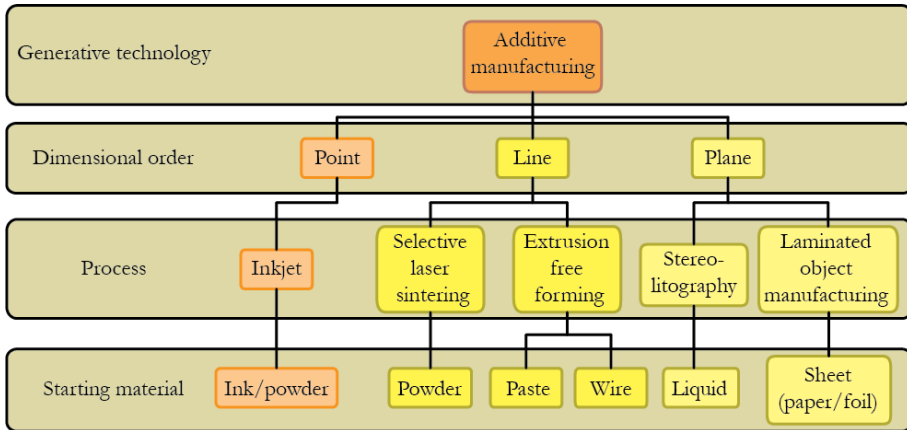 Generative technology
Additive
manufacturing
Dimensional order
Point
Line
Plane
Process
Inkjet
Selective
laser
sintering
Extrusion
free
forming
Stereo-
litography
Laminated
object
manufacturing
Starting material
Ink/powder
Powder
Paste
Wire
Liquid
Sheet
(paper/foil)